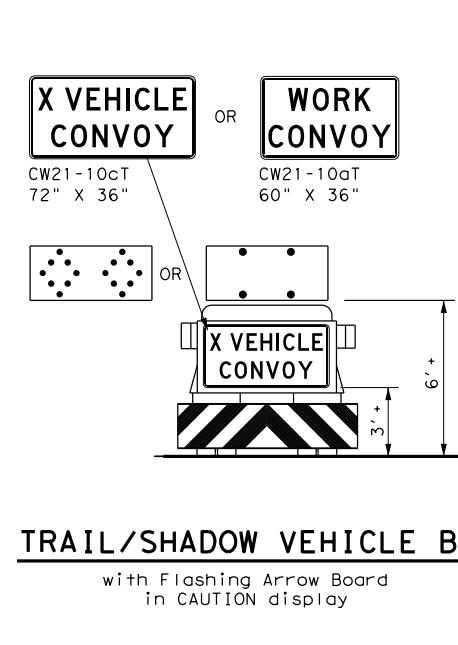 X VEHICLE
CONVOY
OR
WORK
CONVOY
CW21-10cT
72" X 36"
CW21-10aT
60" X 36"
OR
X VEHICLE
CONVOY
6' +
3' +
TRAIL/SHADOW VEHICLE B
with Flashing Arrow Board
in CAUTION display